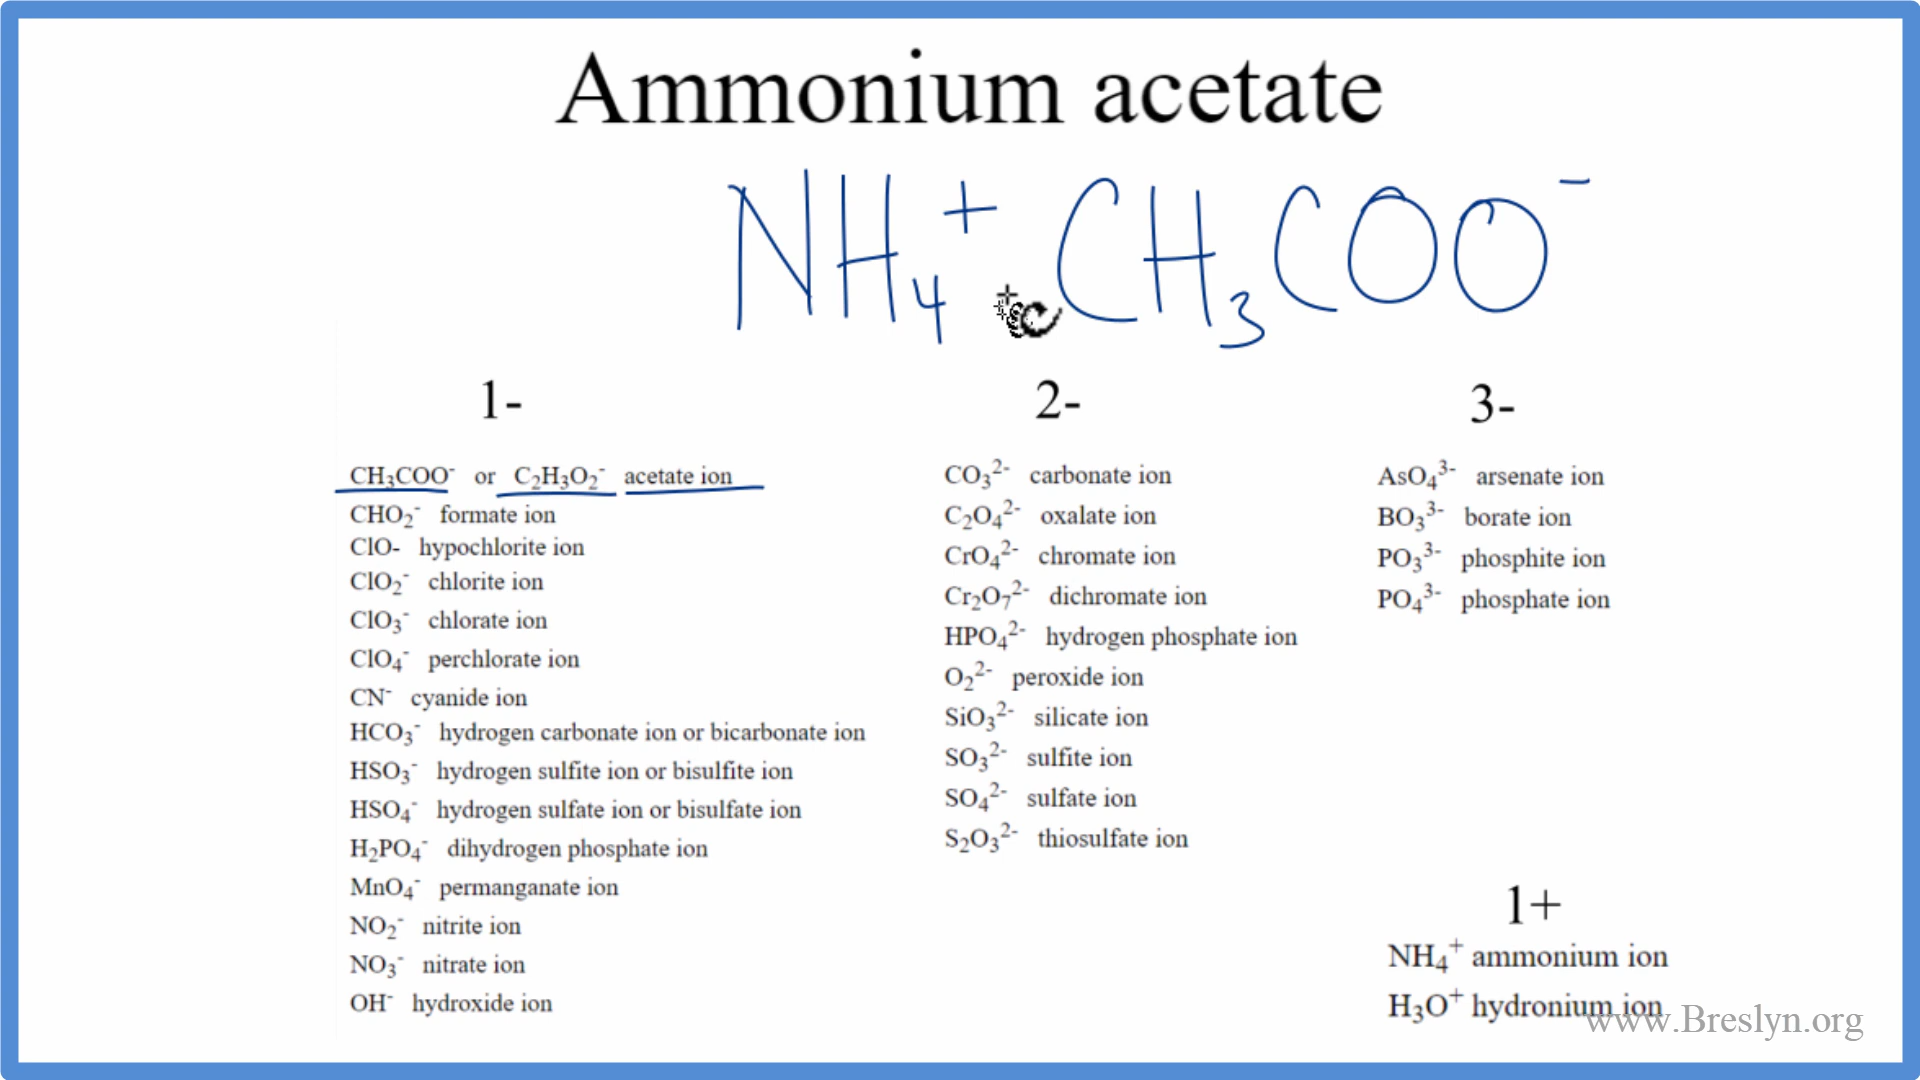 Ammonium acetate
NH₄⁺ CH₃COO⁻
1-
CH₃COO⁻ or C₂H₃O₂⁻ acetate ion
CHO₂⁻ formate ion
ClO- hypochlorite ion
ClO₂⁻ chlorite ion
ClO₃⁻ chlorate ion
ClO₄⁻ perchlorate ion
CN⁻ cyanide ion
HCO₃⁻ hydrogen carbonate ion or bicarbonate ion
HSO₃⁻ hydrogen sulfite ion or bisulfite ion
HSO₄⁻ hydrogen sulfate ion or bisulfate ion
H₂PO₄⁻ dihydrogen phosphate ion
MnO₄⁻ permanganate ion
NO₂⁻ nitrite ion
NO₃⁻ nitrate ion
OH⁻ hydroxide ion
2-
CO₃²⁻ carbonate ion
C₂O₄²⁻ oxalate ion
CrO₄²⁻ chromate ion
Cr₂O₇²⁻ dichromate ion
HPO₄²⁻ hydrogen phosphate ion
O₂²⁻ peroxide ion
SiO₃²⁻ silicate ion
SO₃²⁻ sulfite ion
SO₄²⁻ sulfate ion
S₂O₃²⁻ thiosulfate ion
3-
AsO₄³⁻ arsenate ion
BO₃³⁻ borate ion
PO₃³⁻ phosphite ion
PO₄³⁻ phosphate ion
1+
NH₄⁺ ammonium ion
H₃O⁺ hydronium ion
www.Breslyn.org